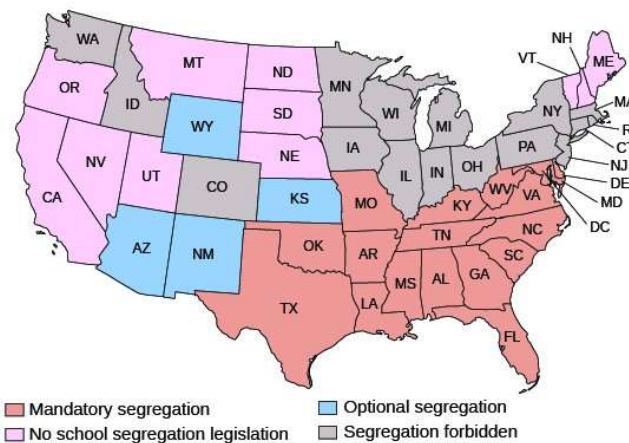 WA
MT
ND
MN
VT
NH
ME
OR
ID
SD
WI
MI
NY
MA
WY
R
CT
NV
NE
IA
PA
NJ
CA
UT
CO
KS
MO
IL
IN
OH
WV
VA
DE
MD
DC
KY
AZ
NM
OK
AR
TN
NC
SC
TX
LA
MS
AL
GA
FL
Mandatory segregation
Optional segregation
No school segregation legislation
Segregation forbidden